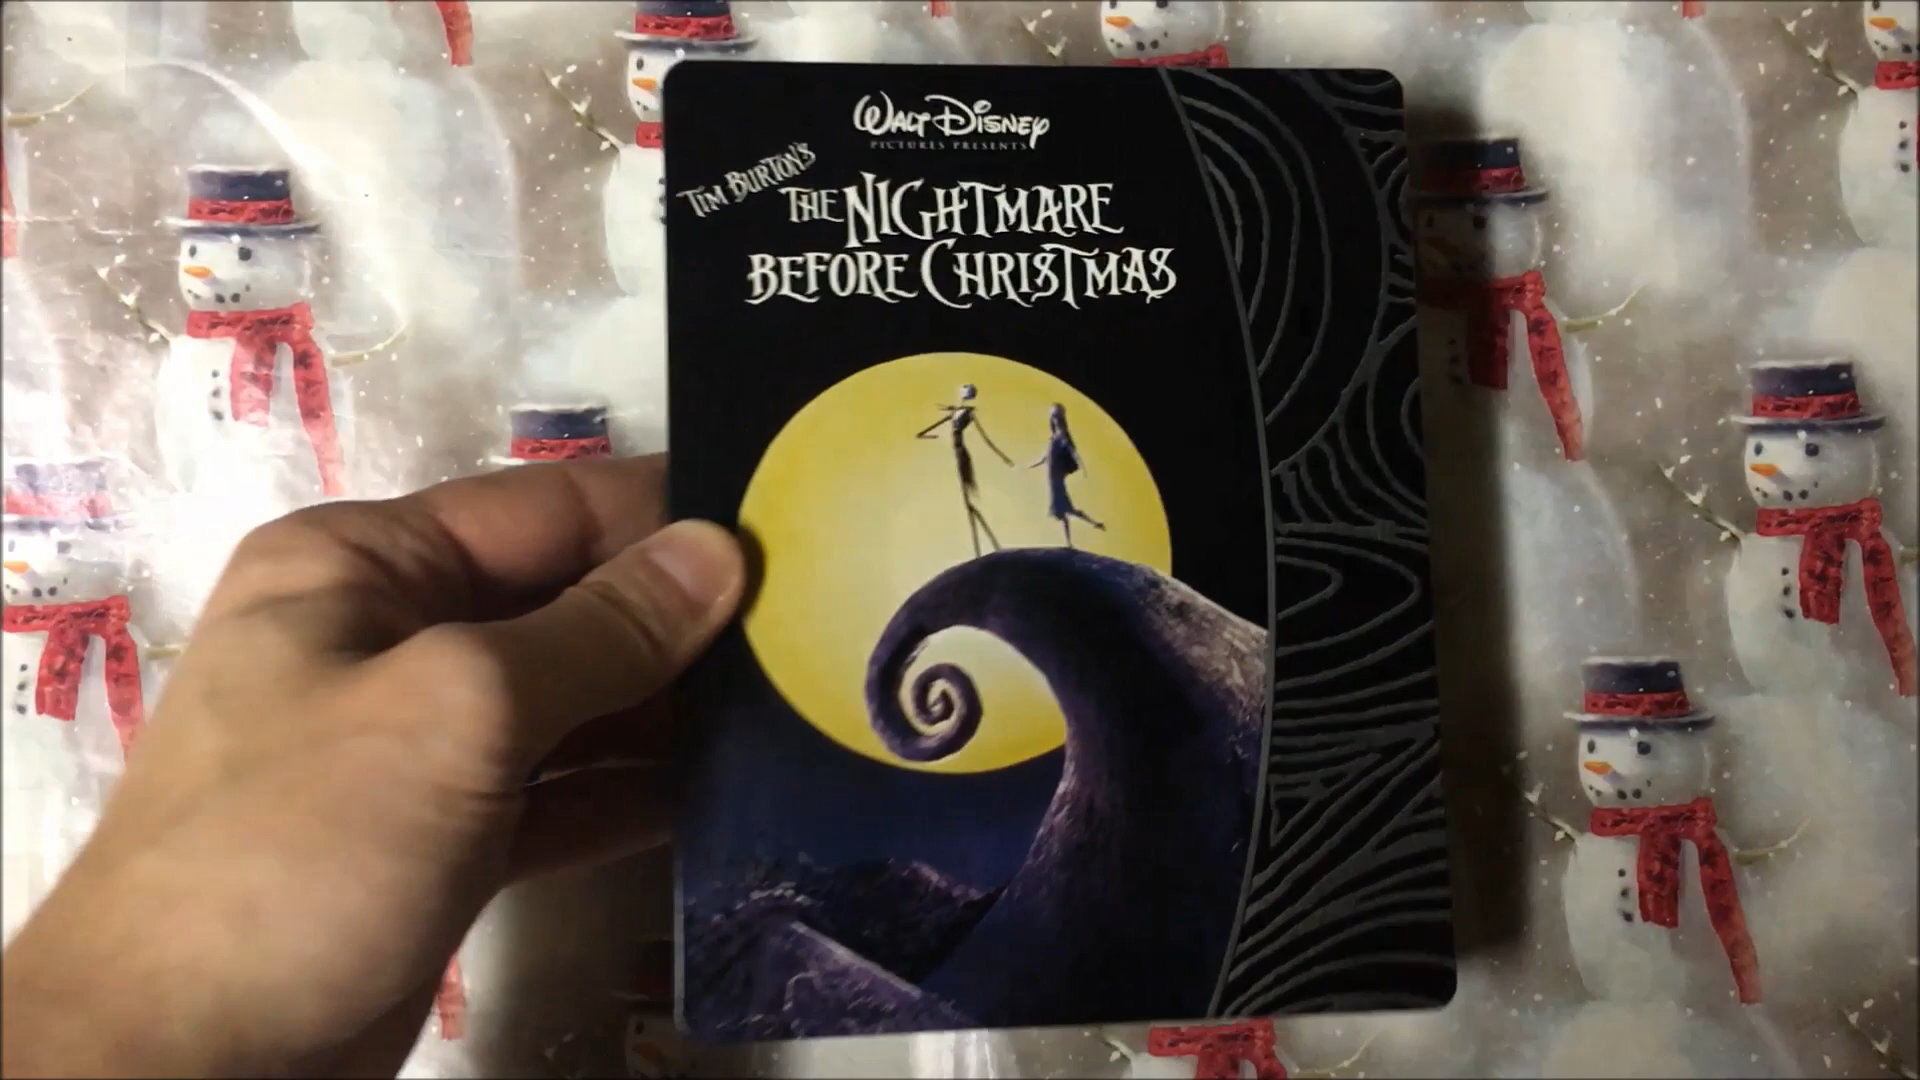 WALT DISNEY
PICTURES PRESENTS
TIM BURTON'S
THE NIGHTMARE
BEFORE CHRISTMAS